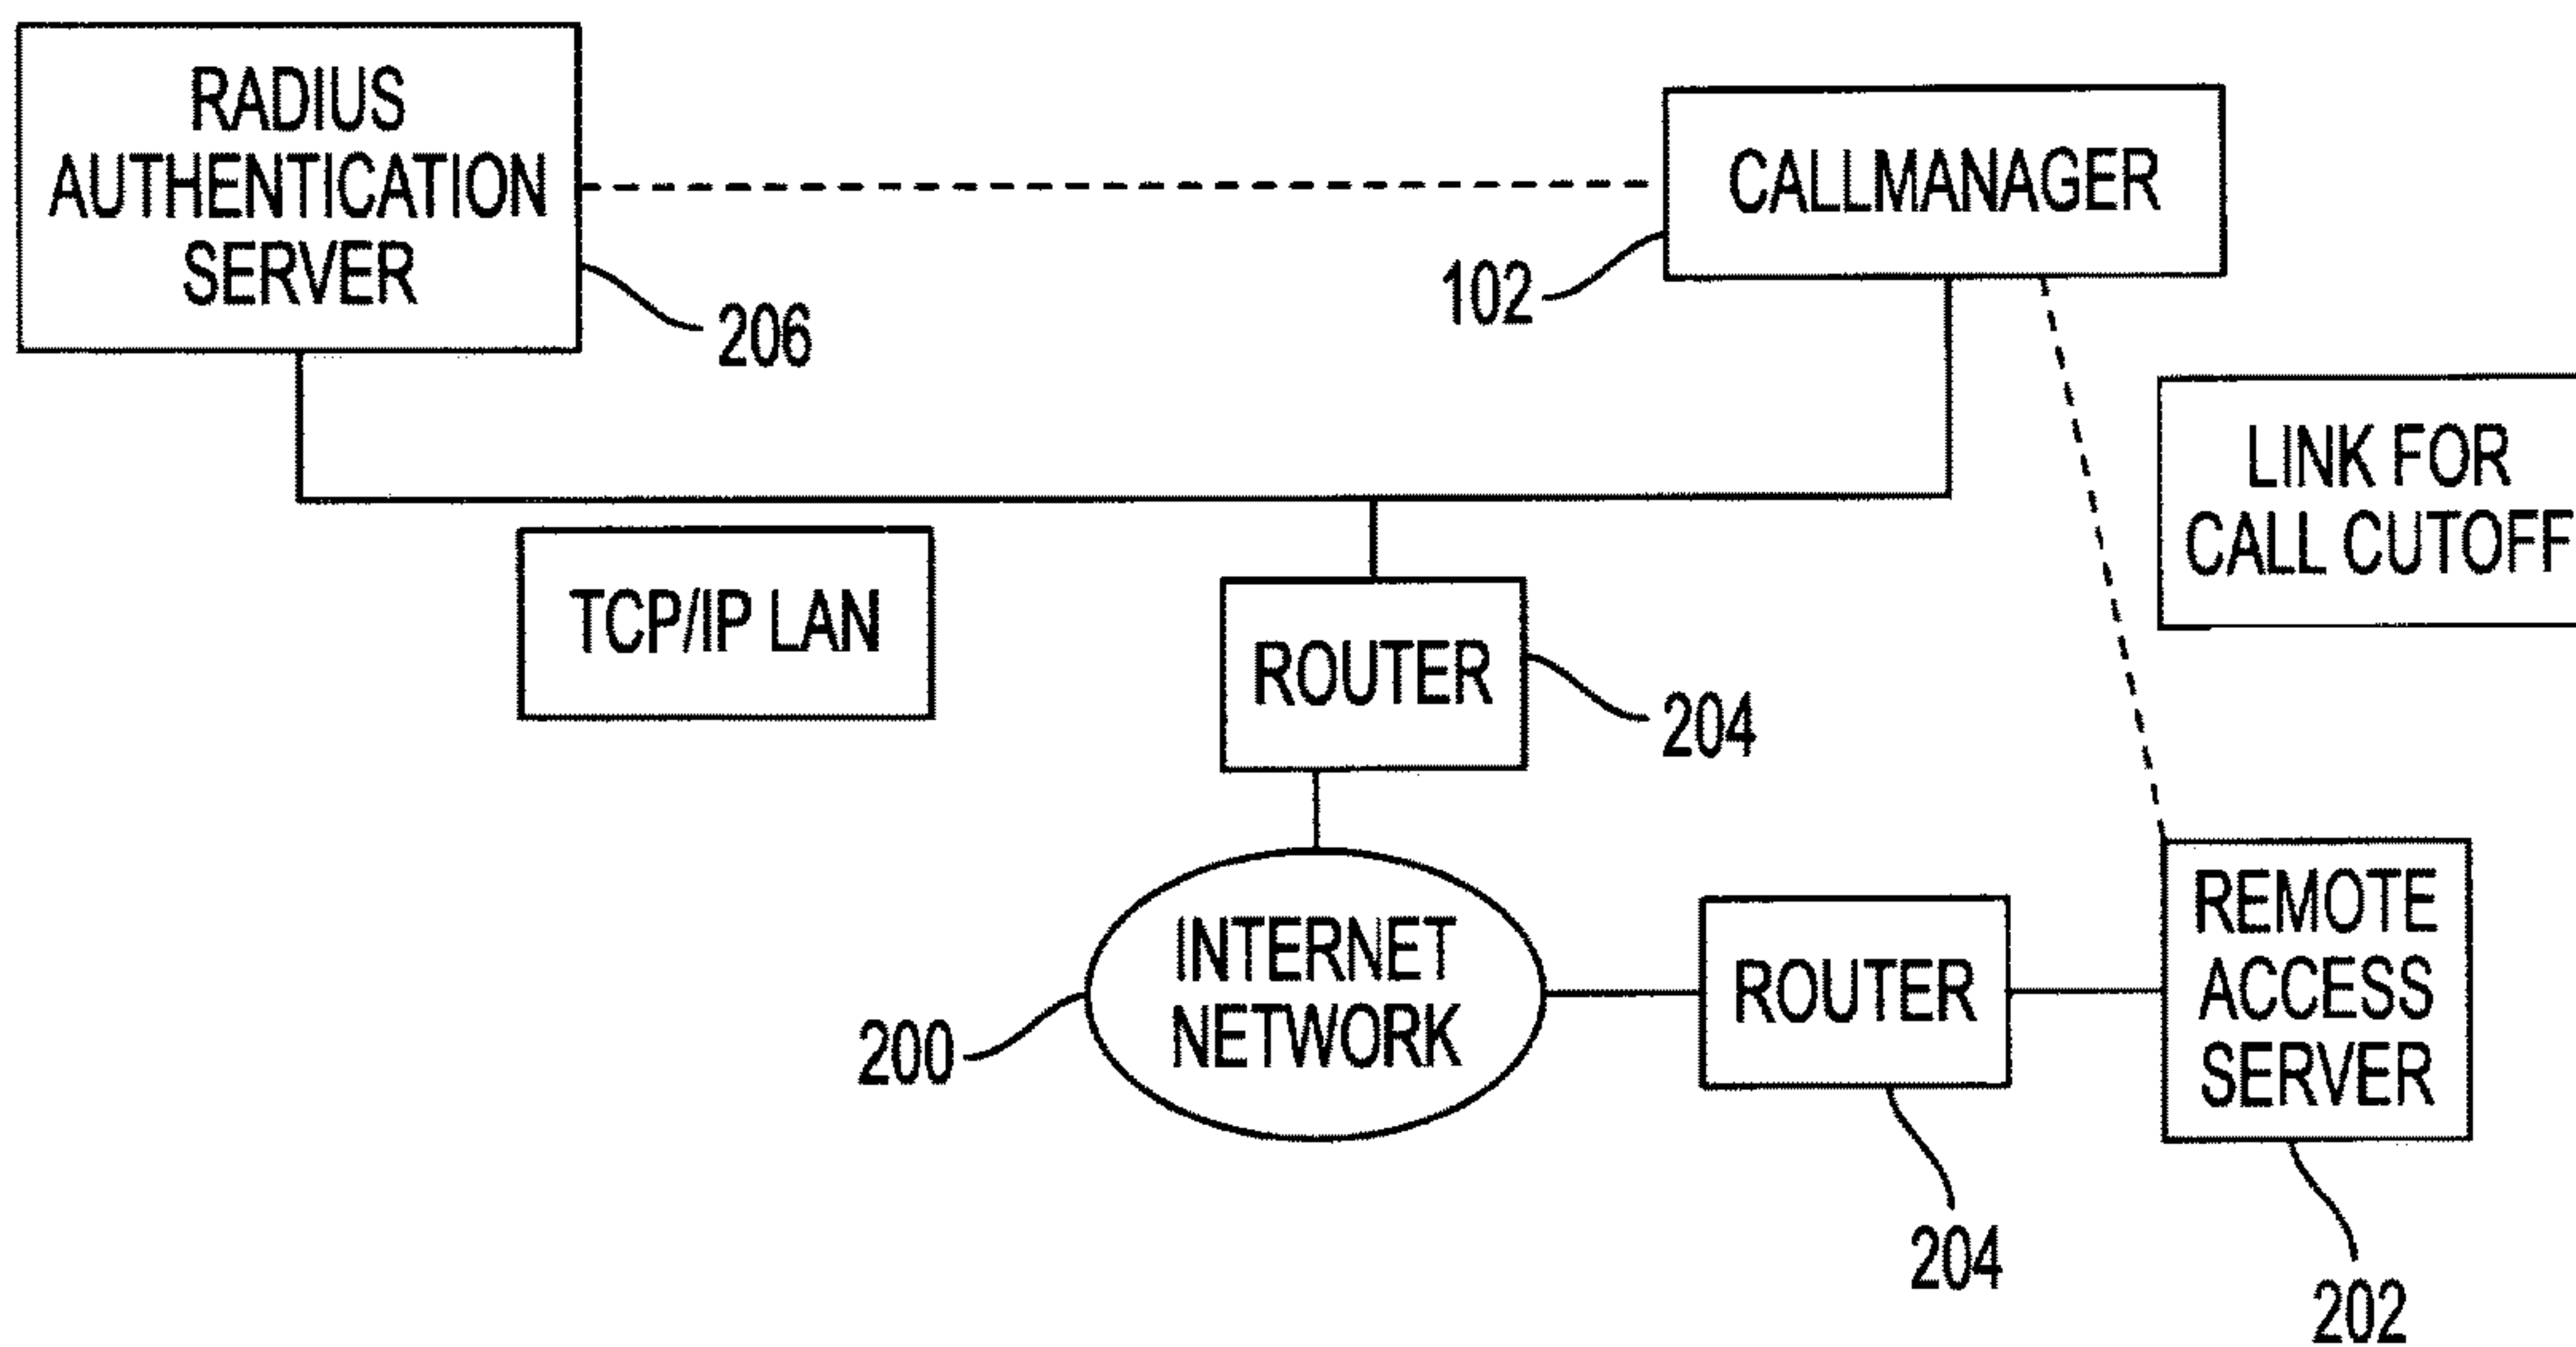 RADIUS
AUTHENTICATION
SERVER
206
CALLMANAGER
102
LINK FOR
CALL CUTOFF
TCP/IP LAN
ROUTER
204
INTERNET
NETWORK
200
ROUTER
204
REMOTE
ACCESS
SERVER
202